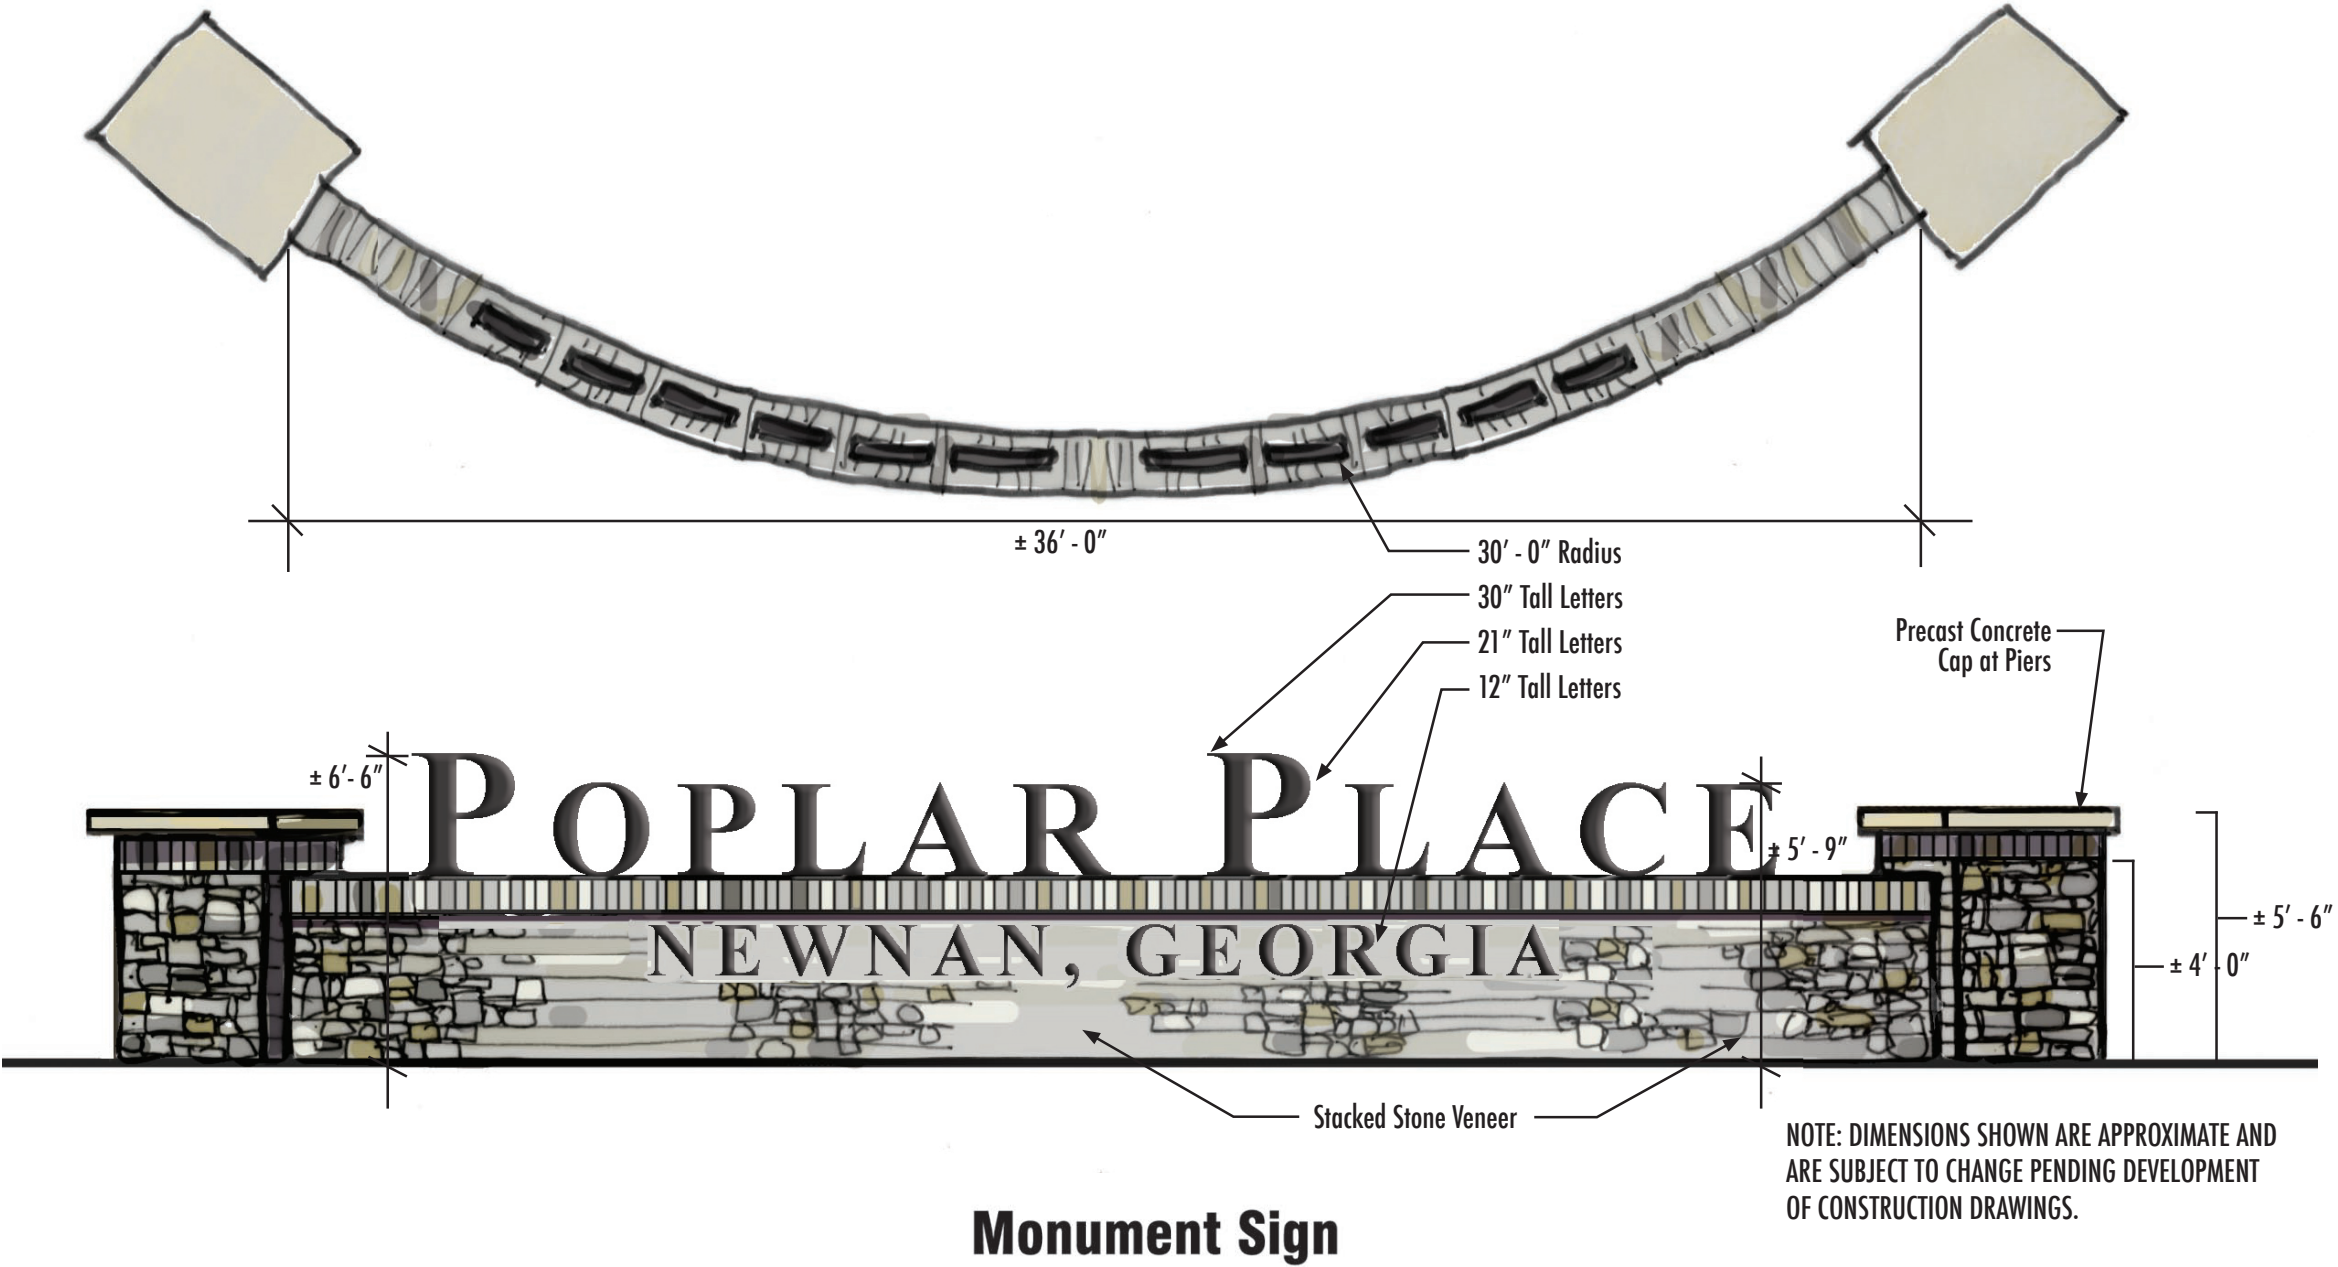 ± 36' - 0"
30' - 0" Radius
30" Tall Letters
21" Tall Letters
12" Tall Letters
Precast Concrete
Cap at Piers
± 6'- 6"
POPLAR PLACE
± 5' - 9"
NEWNAN, GEORGIA
± 5' - 6"
± 4' - 0"
Stacked Stone Veneer
NOTE: DIMENSIONS SHOWN ARE APPROXIMATE AND
ARE SUBJECT TO CHANGE PENDING DEVELOPMENT
OF CONSTRUCTION DRAWINGS.
Monument Sign